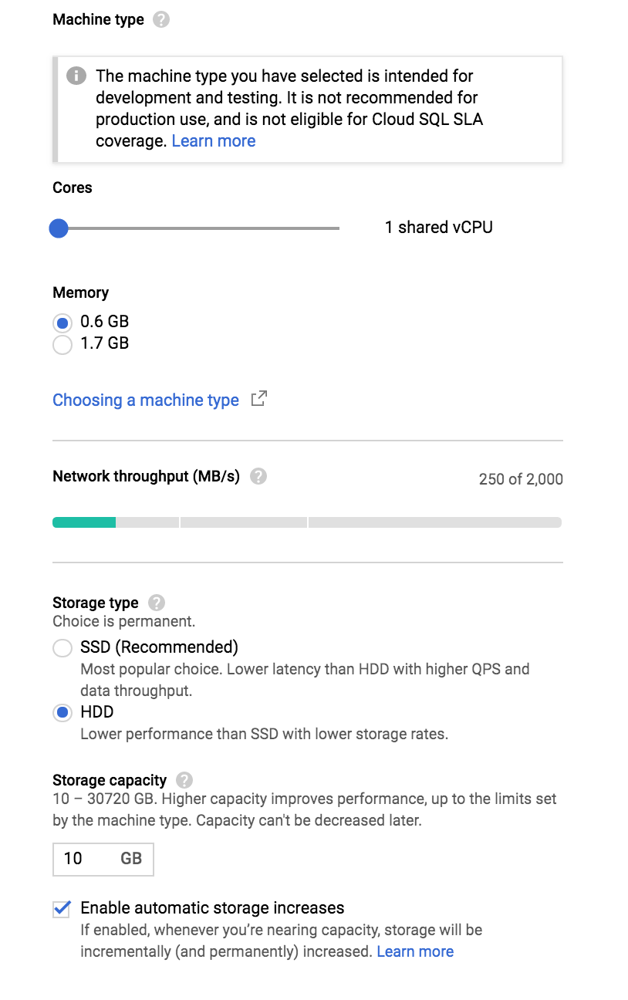 Machine type
The machine type you have selected is intended for
development and testing. It is not recommended for
production use, and is not eligible for Cloud SQL SLA
coverage. Learn more
Cores
1 shared vCPU
Memory
0.6 GB
1.7 GB
Choosing a machine type
Network throughput (MB/s)
250 of 2,000
Storage type
Choice is permanent.
SSD (Recommended)
Most popular choice. Lower latency than HDD with higher QPS and
data throughput.
HDD
Lower performance than SSD with lower storage rates.
Storage capacity
10 – 30720 GB. Higher capacity improves performance, up to the limits set
by the machine type. Capacity can't be decreased later.
10 GB
Enable automatic storage increases
If enabled, whenever you’re nearing capacity, storage will be
incrementally (and permanently) increased. Learn more